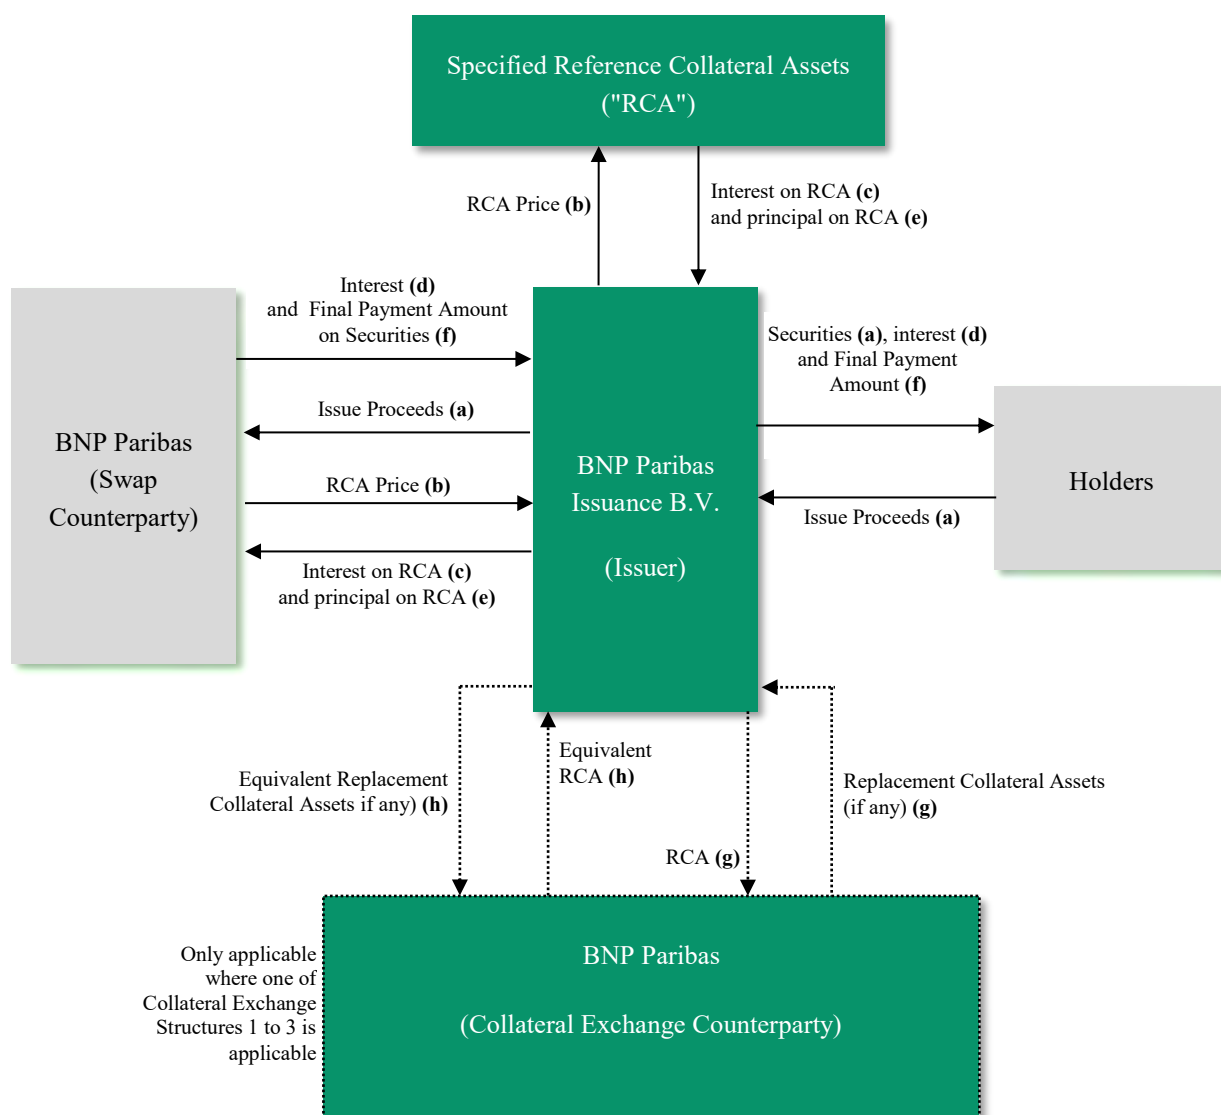 Specified Reference Collateral Assets
("RCA")
RCA Price (b)
Interest on RCA (c)
and principal on RCA (e)
Interest (d)
and Final Payment Amount
on Securities (f)
Securities (a), interest (d)
and Final Payment
Amount (f)
Issue Proceeds (a)
BNP Paribas
(Swap
Counterparty)
RCA Price (b)
BNP Paribas
Issuance B.V.
(Issuer)
Holders
Issue Proceeds (a)
Interest on RCA (c)
and principal on RCA (e)
Equivalent Replacement
Collateral Assets if any) (h)
Equivalent
RCA (h)
RCA (g)
Replacement Collateral Assets
(if any) (g)
Only applicable
where one of
Collateral Exchange
Structures 1 to 3 is
applicable
BNP Paribas
(Collateral Exchange Counterparty)